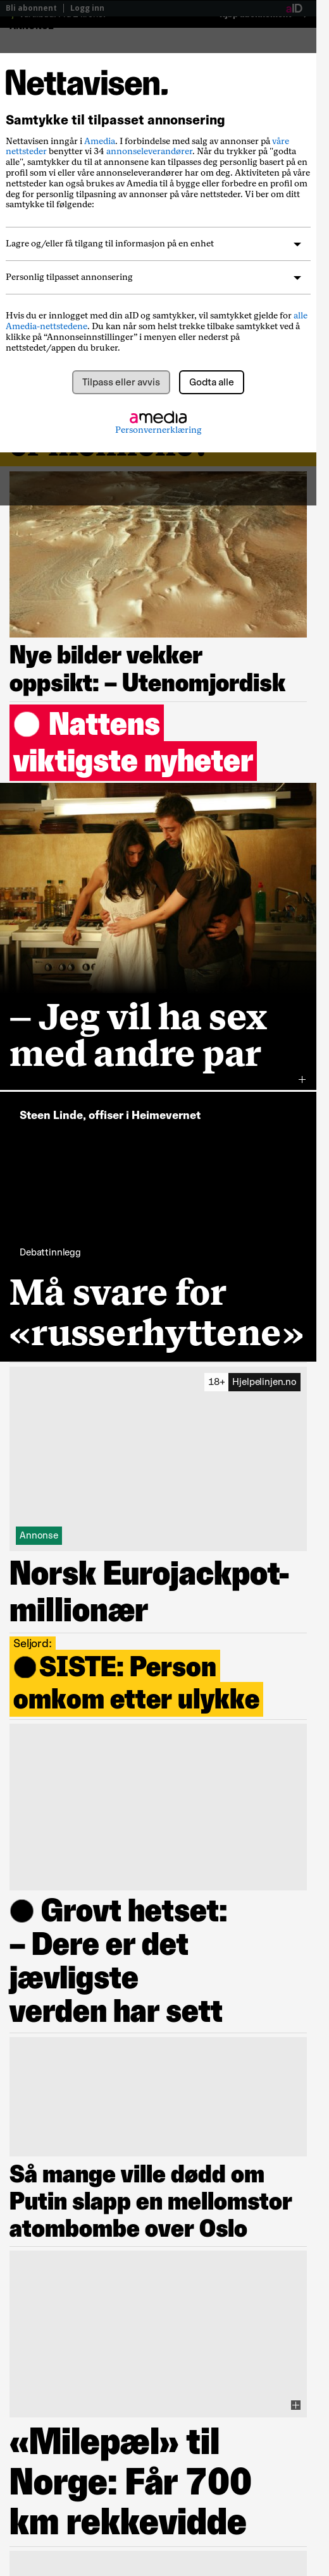 Bli abonnent | Logg inn
aID
Nettavisen.
Samtykke til tilpasset annonsering
Nettavisen inngår i Amedia. I forbindelse med salg av annonser på våre
nettsteder benytter vi 34 annonseleverandører. Når du trykker på "godta
alle", samtykker du til at annonser kan tilpasses deg personlig basert på en
profil som vi eller våre annonseleverandører har om deg. Aktiviteten på våre
nettsteder kan også brukes av Amedia til å bygge eller forbedre en profil om
deg for personlig tilpasning av annonser på våre nettsteder. Vi ber om ditt
samtykke til følgende:
Lagre og/eller få tilgang til informasjon på en enhet
Personlig tilpasset annonsering
Hvis du er innlogget med din aID og samtykker, vil samtykket gjelde for alle
Amedia-nettstedene. Du kan når som helst trekke tilbake samtykket ved å
klikke på “Annonseinnstillinger” i menyen eller nederst på
nettstedet/appen du bruker.
Tilpass eller avvis
Godta alle
amedia
Personvernerklæring
Nye bilder vekker
oppsikt: – Utenomjordisk
Nattens
viktigste nyheter
– Jeg vil ha sex
med andre par
Steen Linde, offiser i Heimevernet
Debattinnlegg
Må svare for
«russerhyttene»
18+ Hjelpelinjen.no
Annonse
Norsk Eurojackpot-
millionær
Seljord:
SISTE: Person
omkom etter ulykke
Grovt hetset:
– Dere er det
jævligste
verden har sett
Så mange ville dødd om
Putin slapp en mellomstor
atombombe over Oslo
«Milepæl» til
Norge: Får 700
km rekkevidde